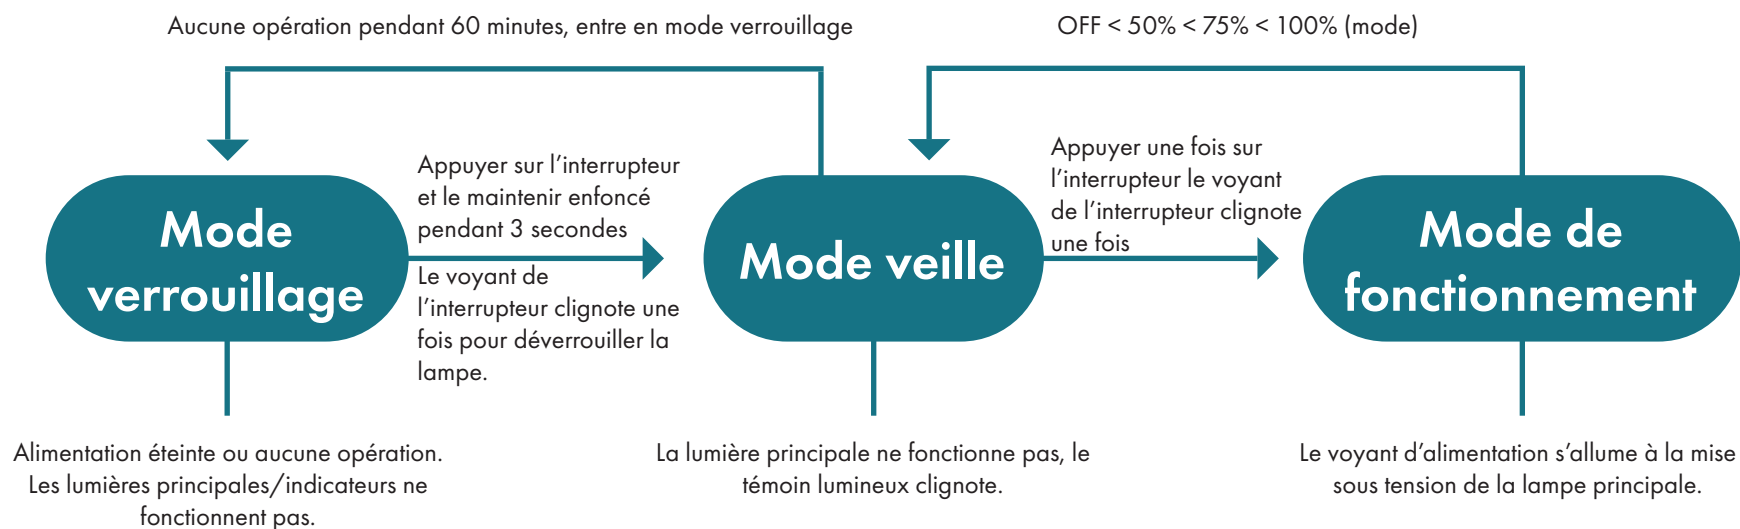 Aucune opération pendant 60 minutes, entre en mode verrouillage
OFF < 50% < 75% < 100% (mode)
Mode
verrouillage
Appuyer sur l’interrupteur
et le maintenir enfoncé
pendant 3 secondes
Le voyant de
l’interrupteur clignote une
fois pour déverrouiller la
lampe.
Mode veille
Appuyer une fois sur
l’interrupteur le voyant
de l’interrupteur clignote
une fois
Mode de
fonctionnement
Alimentation éteinte ou aucune opération.
Les lumières principales/indicateurs ne
fonctionnent pas.
La lumière principale ne fonctionne pas, le
témoin lumineux clignote.
Le voyant d’alimentation s’allume à la mise
sous tension de la lampe principale.